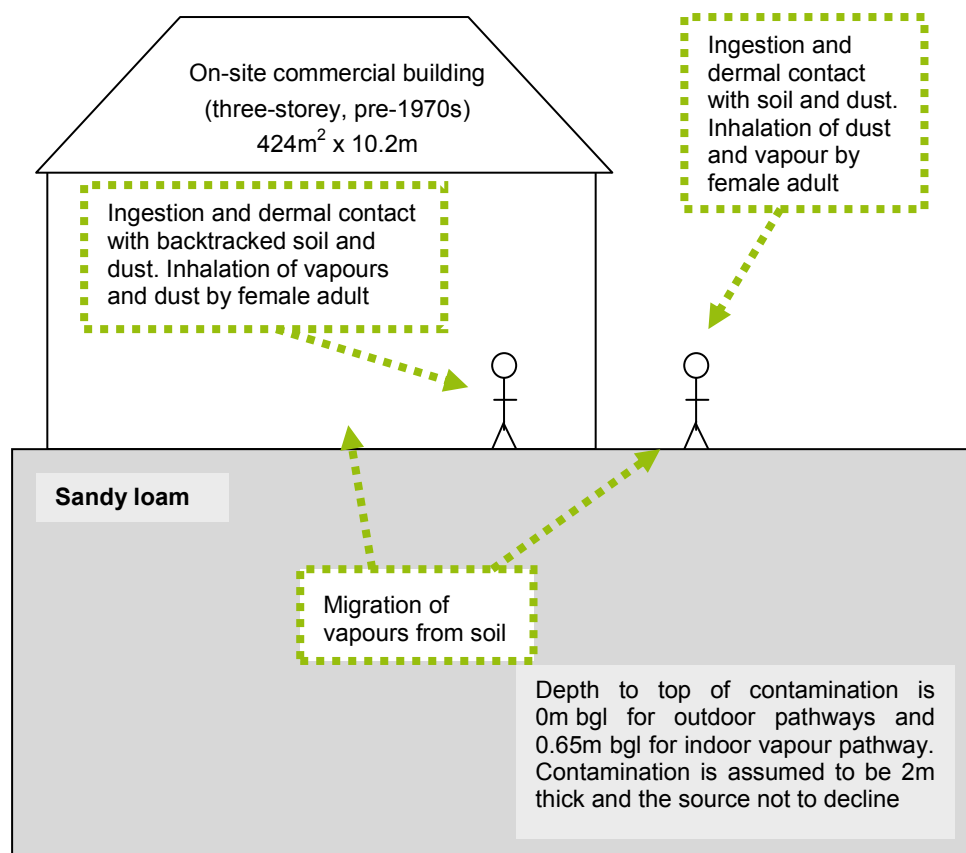 On-site commercial building
(three-storey, pre-1970s)
424m² x 10.2m
Ingestion and
dermal contact
with soil and dust.
Inhalation of dust
and vapour by
female adult
Ingestion and dermal contact
with backtracked soil and
dust. Inhalation of vapours
and dust by female adult
Sandy loam
Migration of
vapours from soil
Depth to top of contamination is
0m bgl for outdoor pathways and
0.65m bgl for indoor vapour pathway.
Contamination is assumed to be 2m
thick and the source not to decline